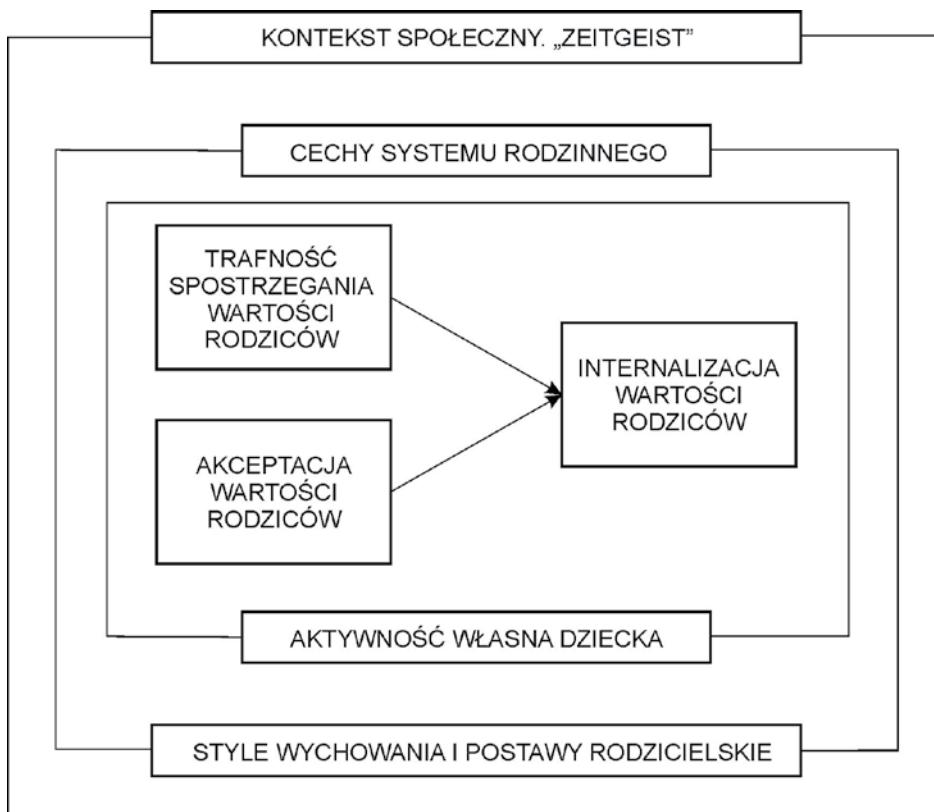 KONTEKST SPOŁECZNY. „ZEITGEIST”
CECHY SYSTEMU RODZINNEGO
TRAFNOŚĆ
SPOSTRZEGANIA
WARTOŚCI
RODZICÓW
INTERNALIZACJA
WARTOŚCI
RODZICÓW
AKCEPTACJA
WARTOŚCI
RODZICÓW
AKTYWNOŚĆ WŁASNA DZIECKA
STYLE WYCHOWANIA I POSTAWY RODZICIELSKIE